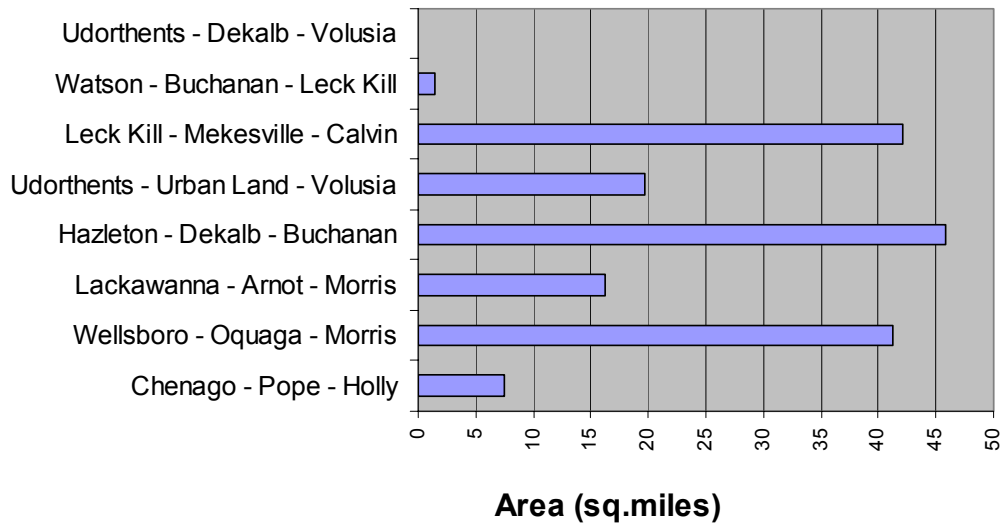 Udorthents - Dekalb - Volusia
Watson - Buchanan - Leck Kill
Leck Kill - Mekesville - Calvin
Udorthents - Urban Land - Volusia
Hazleton - Dekalb - Buchanan
Lackawanna - Arnot - Morris
Wellsboro - Oquaga - Morris
Chenago - Pope - Holly
0 5 10 15 20 25 30 35 40 45 50
Area (sq.miles)